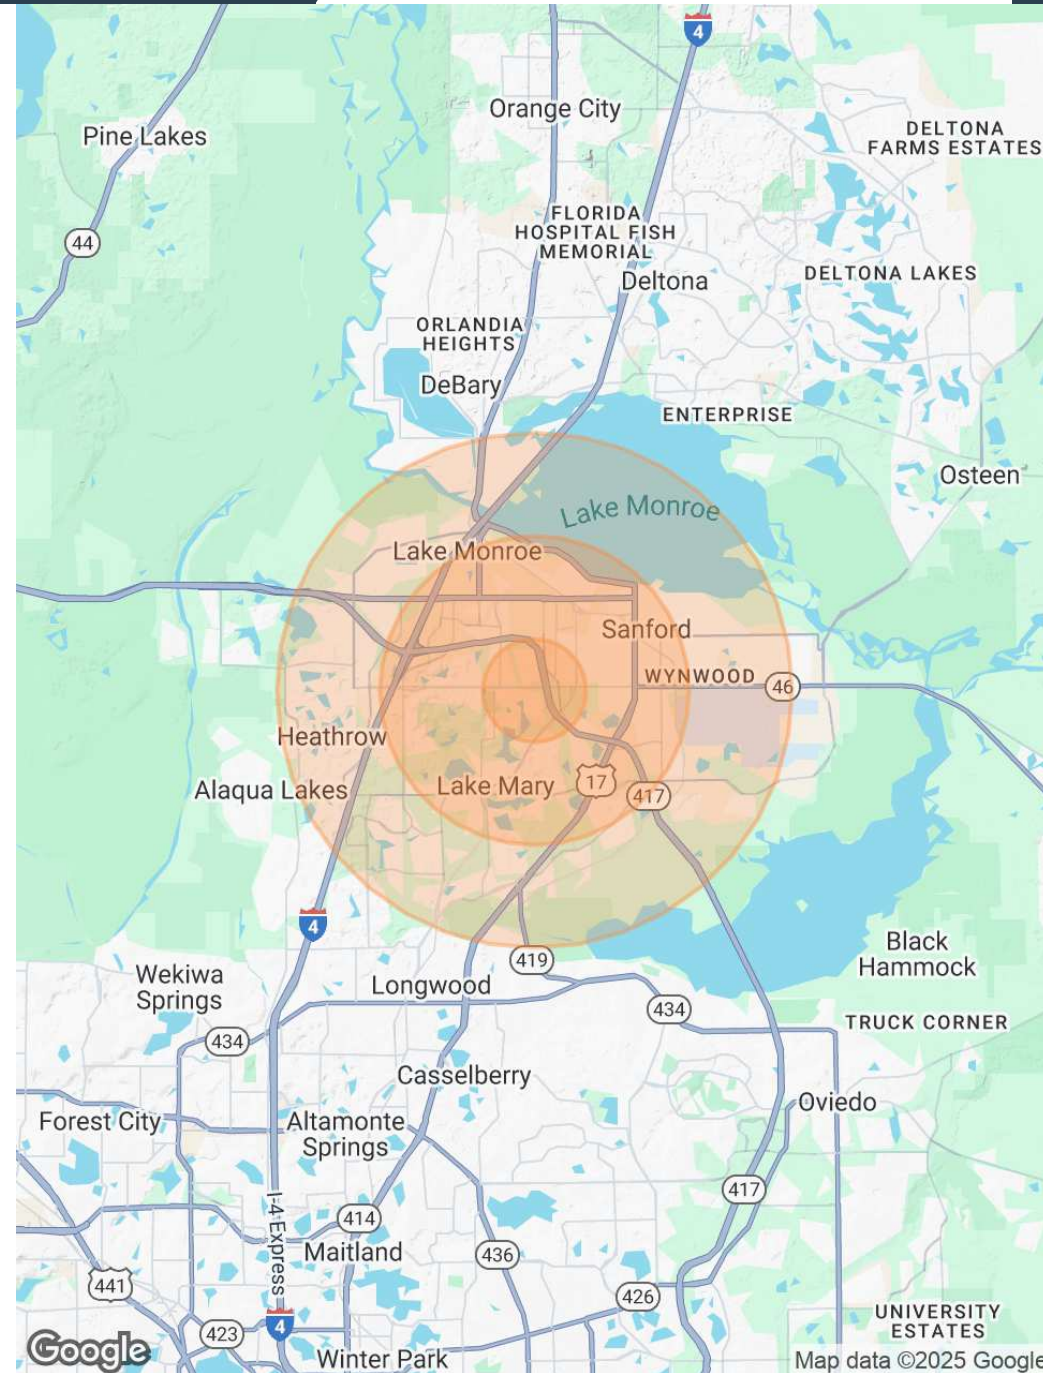 4
Orange City
Pine Lakes
DELTONA
FARMS ESTATES
44
FLORIDA
HOSPITAL FISH
MEMORIAL
Deltona
DELTONA LAKES
ORLANDIA
HEIGHTS
DeBary
ENTERPRISE
Osteen
Lake Monroe
Lake Monroe
Sanford
WYNWOOD
46
Heathrow
Alaqua Lakes
Lake Mary
17
417
4
419
Black
Hammock
Wekiwa
Springs
Longwood
434
TRUCK CORNER
434
Casselberry
Oviedo
Forest City
Altamonte
Springs
417
I-4 Express
414
Maitland
436
441
426
423
4
UNIVERSITY
ESTATES
Google
Winter Park
Map data ©2025 Google